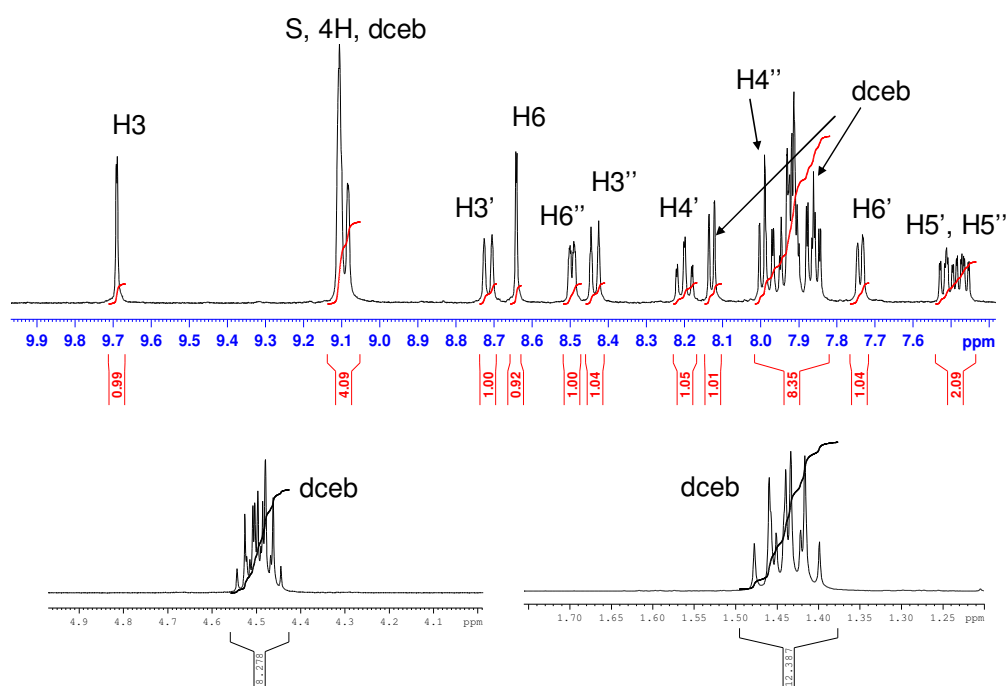 S, 4H, dceb
H3
H3'
H6
H6''
H3''
H4'
H4''
dceb
H6'
H5', H5''
9.9 9.7 9.6 9.5 9.4 9.3 9.2 9.1 9.0 8.9 8.8 8.7 8.6 8.5 8.4 8.3 8.2 8.1 8.0 7.9 7.8 7.7 7.6 ppm
0.99 4.09 1.00 0.92 1.00 1.04 1.05 1.01 8.35 1.04 2.09
dceb
4.9 4.8 4.7 4.6 4.5 4.4 4.3 4.2 4.1 ppm
8.278
dceb
1.70 1.65 1.60 1.55 1.50 1.45 1.40 1.35 1.30 1.25 ppm
12.387